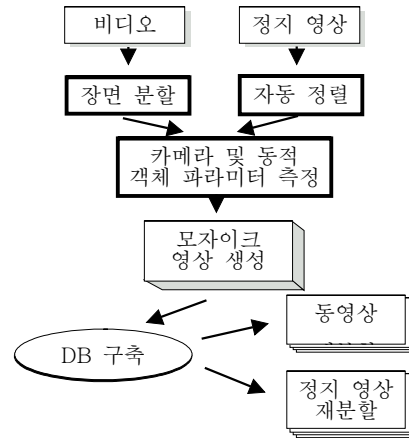 비디오
정지 영상
장면 분할
자동 정렬
카메라 및 동적
객체 파라미터 측정
모자이크
영상 생성
동영상
DB 구축
정지 영상
재분할